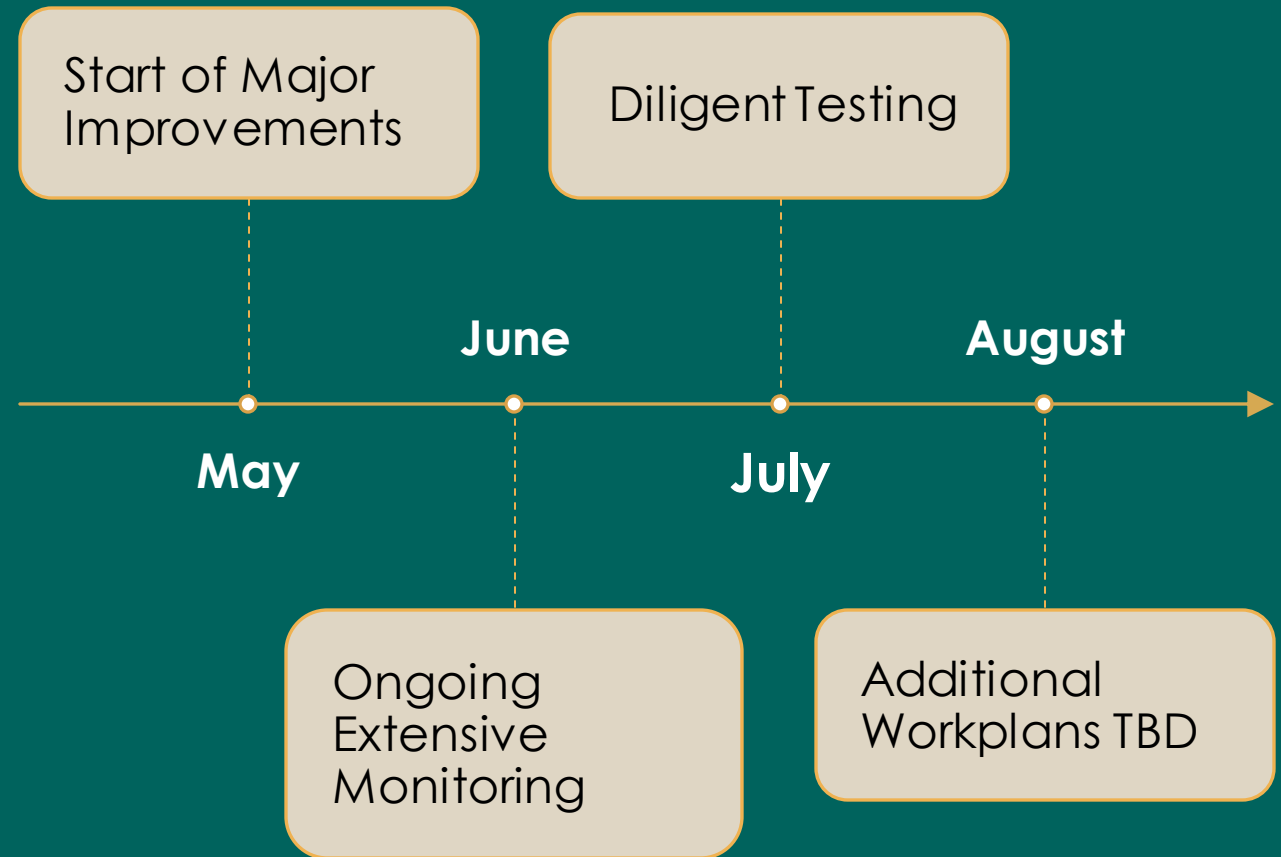 Start of Major
Improvements
Diligent Testing
June
August
May
July
Ongoing
Extensive
Monitoring
Additional
Workplans TBD